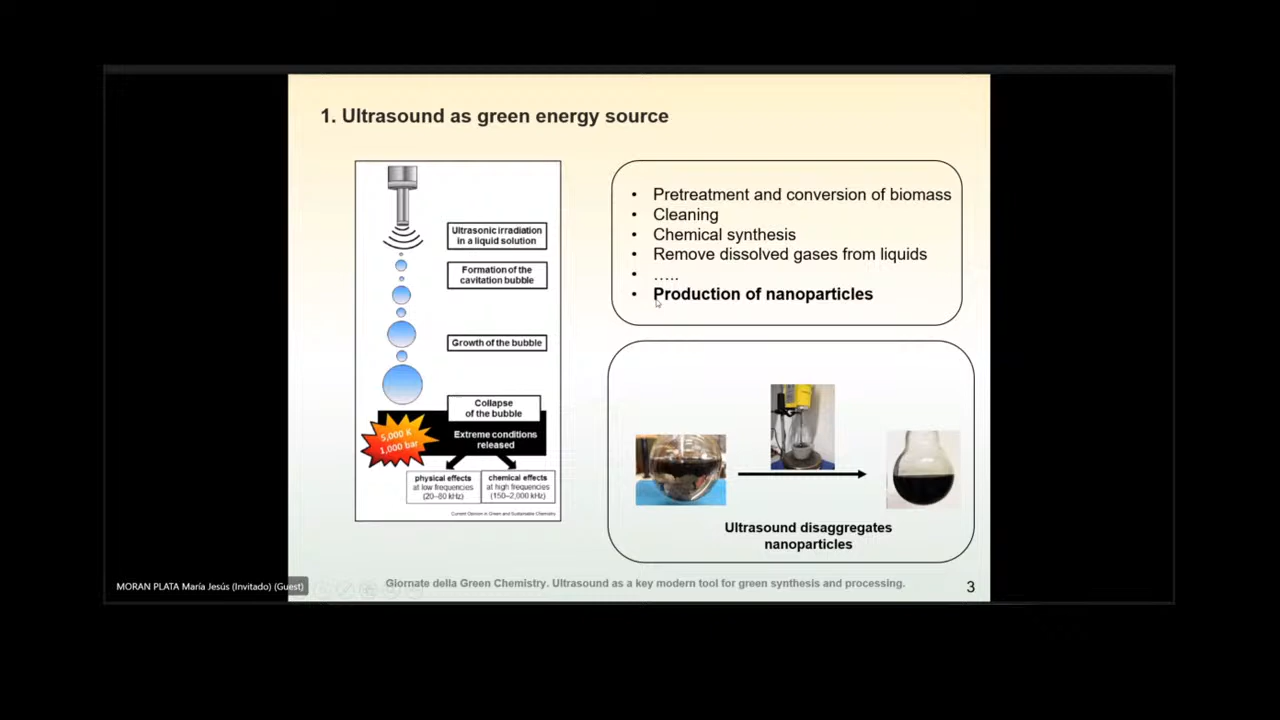 1. Ultrasound as green energy source
Ultrasonic irradiation
in a liquid solution
Formation of the
cavitation bubble
Growth of the bubble
Collapse
of the bubble
5,000 K
1,000 bar
Extreme conditions
released
physical effects
at low frequencies
(20–80 kHz)
chemical effects
at high frequencies
(150–2,000 kHz)
Current Opinion in Green and Sustainable Chemistry
• Pretreatment and conversion of biomass
• Cleaning
• Chemical synthesis
• Remove dissolved gases from liquids
• …..
• Production of nanoparticles
Ultrasound disaggregates
nanoparticles
Giornate della Green Chemistry. Ultrasound as a key modern tool for green synthesis and processing.
3
MORAN PLATA María Jesús (Invitado) (Guest)